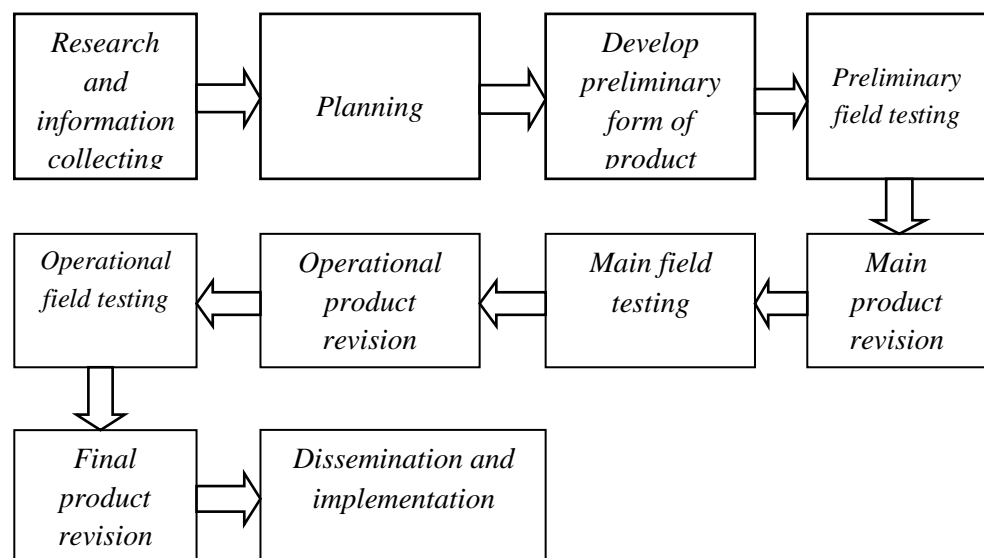 Research
and
information
collecting
Planning
Develop
preliminary
form of
product
Preliminary
field testing
Main
product
revision
Main field
testing
Operational
product
revision
Operational
field testing
Final
product
revision
Dissemination and
implementation